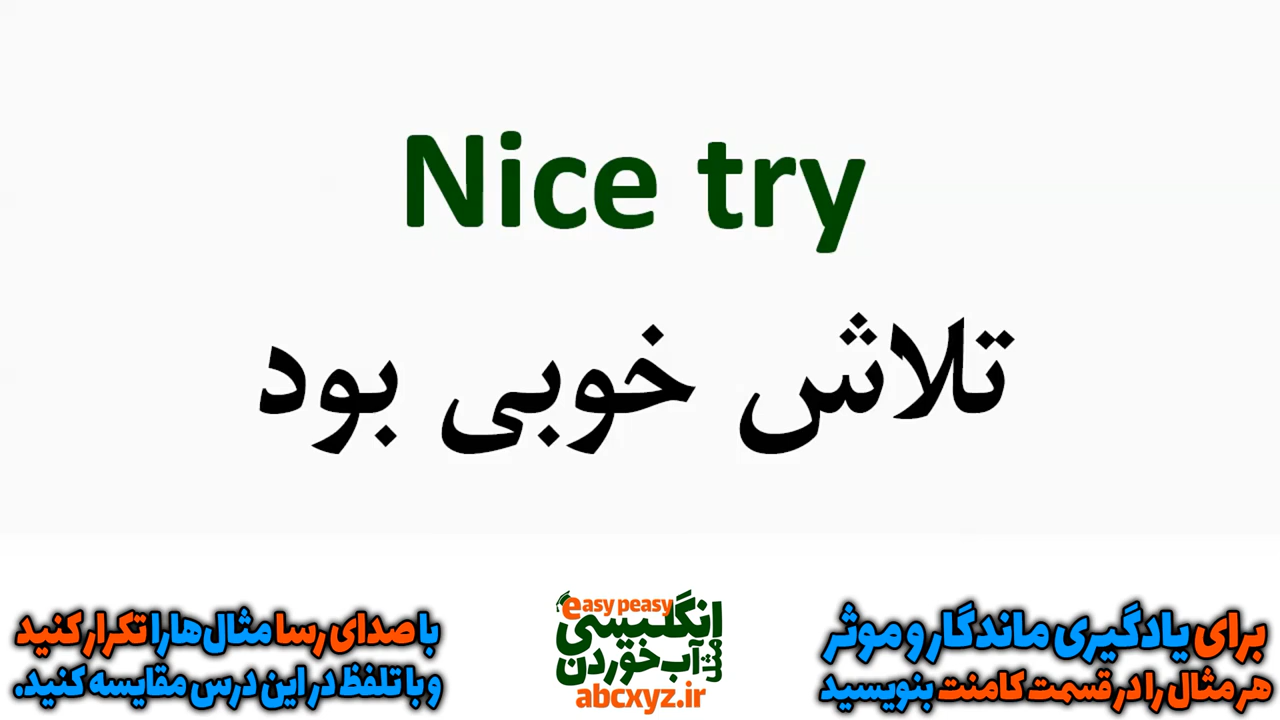 Nice try
تلاش خوبی بود
برای یادگیری ماندگار و موثر
هر مثال را در قسمت کامنت بنویسید
easy peasy
انگلیسی
مثل آب خوردن
abcxyz.ir
با صدای رسا مثال‌ها را تکرار کنید
و با تلفظ در این درس مقایسه کنید.